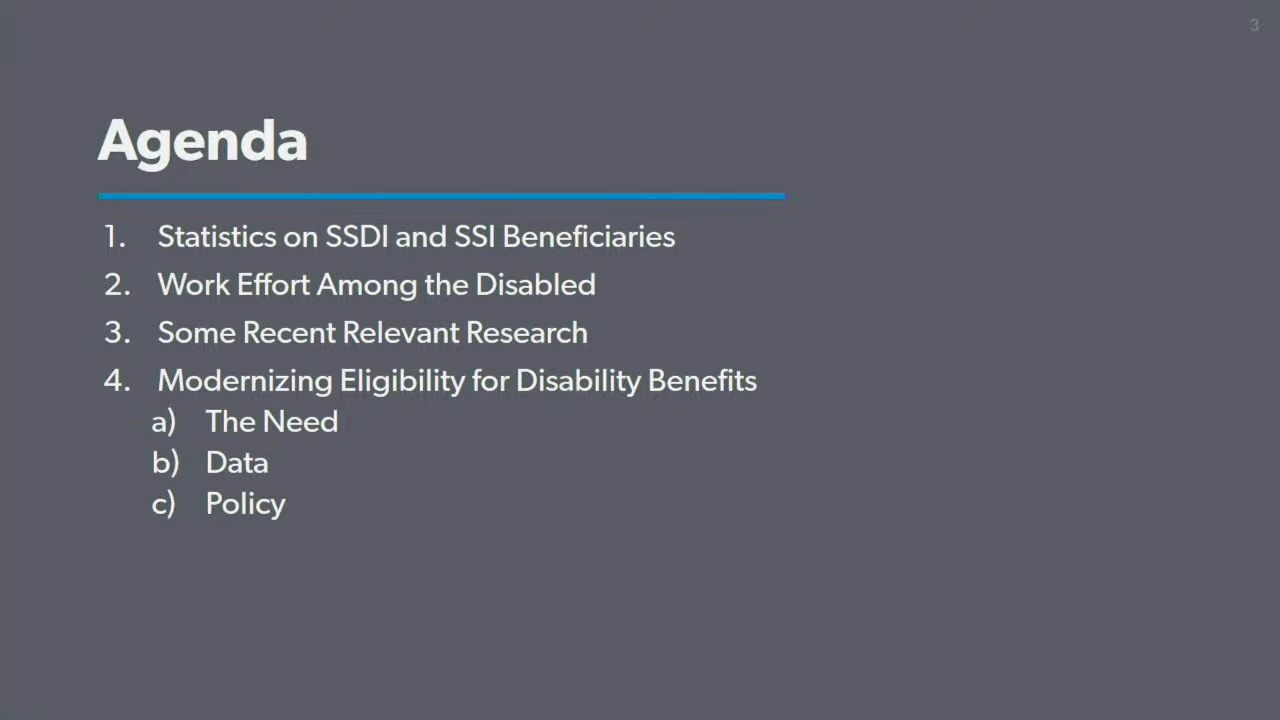 3
Agenda
1. Statistics on SSDI and SSI Beneficiaries
2. Work Effort Among the Disabled
3. Some Recent Relevant Research
4. Modernizing Eligibility for Disability Benefits
a) The Need
b) Data
c) Policy